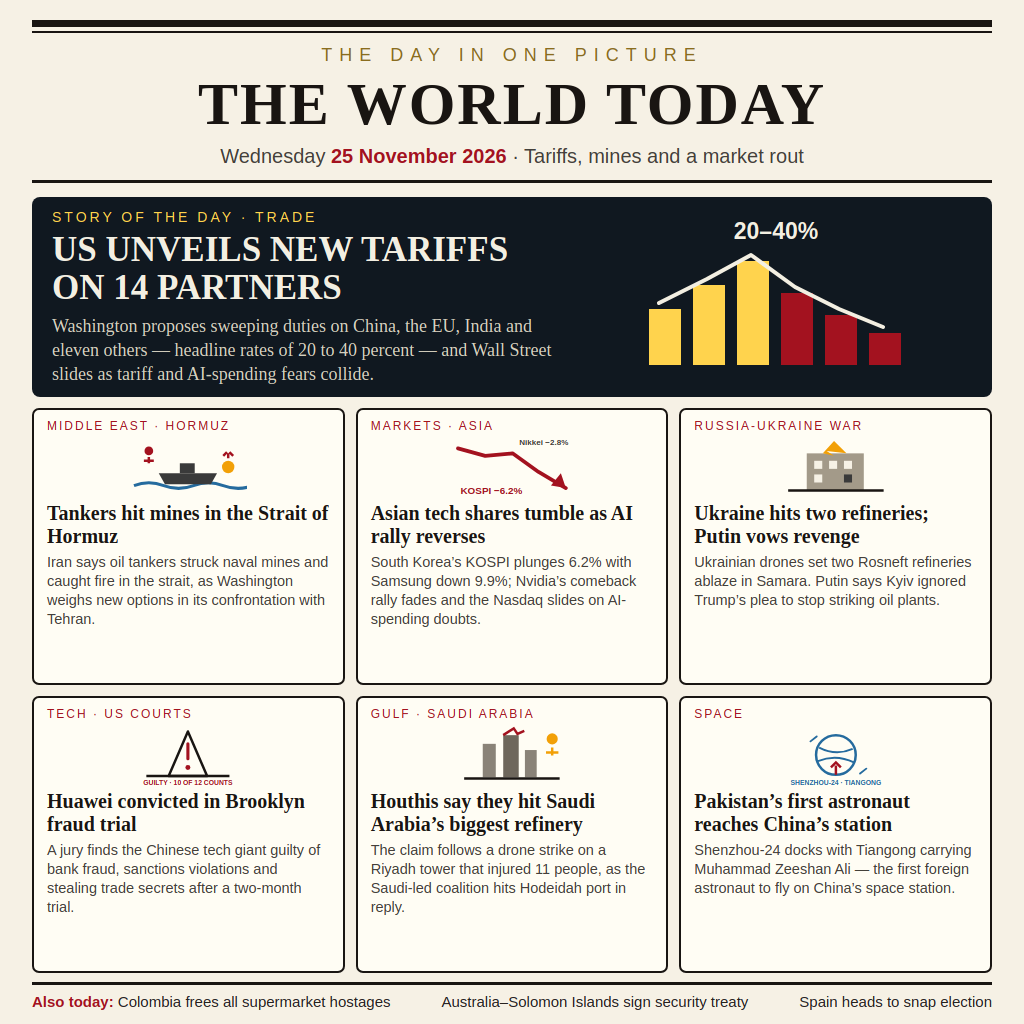 THE DAY IN ONE PICTURE
THE WORLD TODAY
Wednesday 25 November 2026 · Tariffs, mines and a market rout
STORY OF THE DAY · TRADE
US UNVEILS NEW TARIFFS
ON 14 PARTNERS
Washington proposes sweeping duties on China, the EU, India and
eleven others — headline rates of 20 to 40 percent — and Wall Street
slides as tariff and AI-spending fears collide.
20–40%
MIDDLE EAST · HORMUZ
Tankers hit mines in the Strait of
Hormuz
Iran says oil tankers struck naval mines and
caught fire in the strait, as Washington
weighs new options in its confrontation with
Tehran.
MARKETS · ASIA
Nikkei −2.8%
KOSPI −6.2%
Asian tech shares tumble as AI
rally reverses
South Korea’s KOSPI plunges 6.2% with
Samsung down 9.9%; Nvidia’s comeback
rally fades and the Nasdaq slides on AI-
spending doubts.
RUSSIA-UKRAINE WAR
Ukraine hits two refineries;
Putin vows revenge
Ukrainian drones set two Rosneft refineries
ablaze in Samara. Putin says Kyiv ignored
Trump’s plea to stop striking oil plants.
TECH · US COURTS
GUILTY · 10 OF 12 COUNTS
Huawei convicted in Brooklyn
fraud trial
A jury finds the Chinese tech giant guilty of
bank fraud, sanctions violations and
stealing trade secrets after a two-month
trial.
GULF · SAUDI ARABIA
Houthis say they hit Saudi
Arabia’s biggest refinery
The claim follows a drone strike on a
Riyadh tower that injured 11 people, as the
Saudi-led coalition hits Hodeidah port in
reply.
SPACE
SHENZHOU-24 · TIANGONG
Pakistan’s first astronaut
reaches China’s station
Shenzhou-24 docks with Tiangong carrying
Muhammad Zeeshan Ali — the first foreign
astronaut to fly on China’s space station.
Also today: Colombia frees all supermarket hostages
Australia–Solomon Islands sign security treaty
Spain heads to snap election